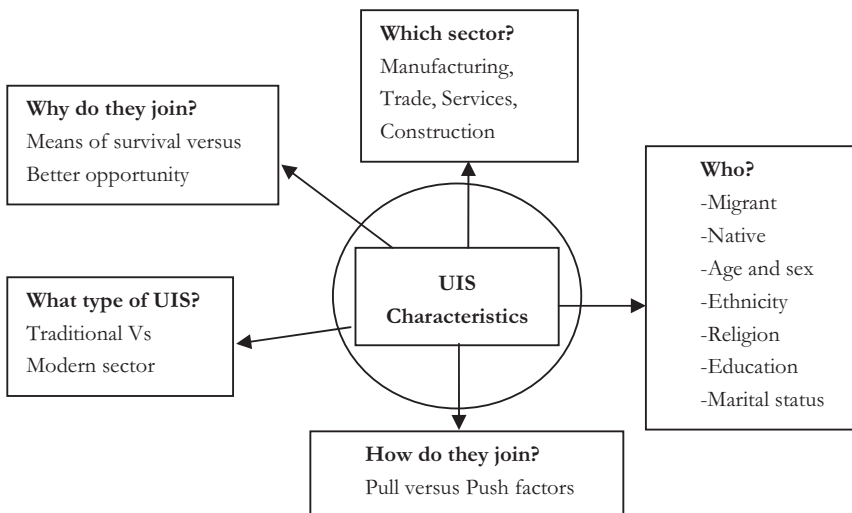 Which sector?
Manufacturing,
Trade, Services,
Construction
Why do they join?
Means of survival versus
Better opportunity
Who?
-Migrant
-Native
-Age and sex
-Ethnicity
-Religion
-Education
-Marital status
UIS
Characteristics
What type of UIS?
Traditional Vs
Modern sector
How do they join?
Pull versus Push factors